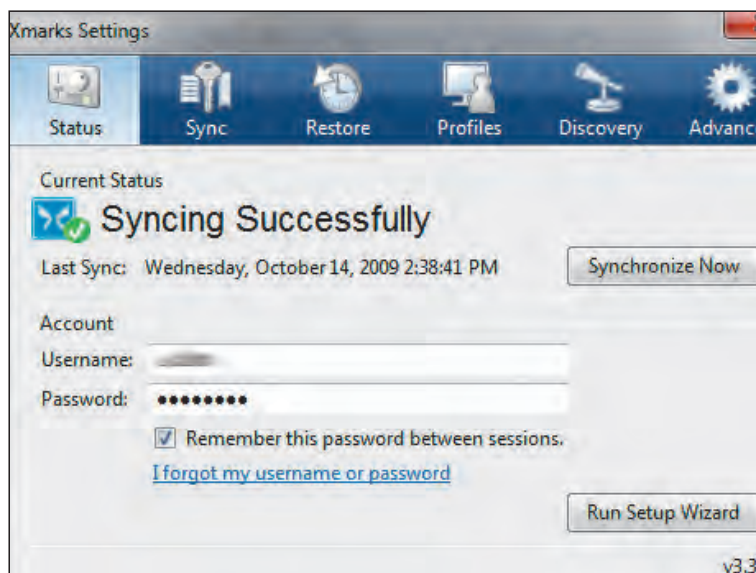 Xmarks Settings
Status Sync Restore Profiles Discovery Advanc
Current Status
Syncing Successfully
Last Sync: Wednesday, October 14, 2009 2:38:41 PM Synchronize Now
Account
Username:
Password: ●●●●●●●●
Remember this password between sessions.
I forgot my username or password
Run Setup Wizard
v3.3